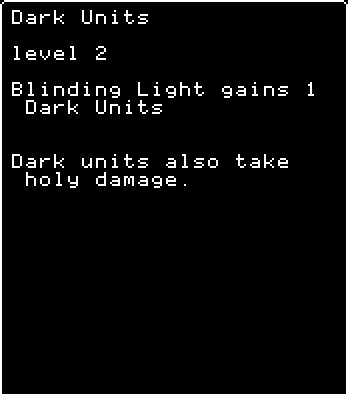 Dark Units
level 2
Blinding Light gains 1
Dark Units
Dark units also take
holy damage.